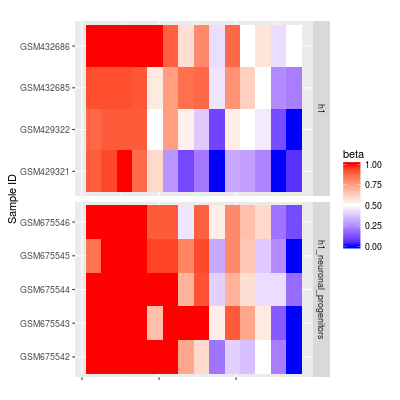 Sample ID
GSM432686
GSM432685
GSM429322
GSM429321
h1
GSM675546
GSM675545
GSM675544
GSM675543
GSM675542
h1_neuronal_progenitors
beta
1.00
0.75
0.50
0.25
0.00